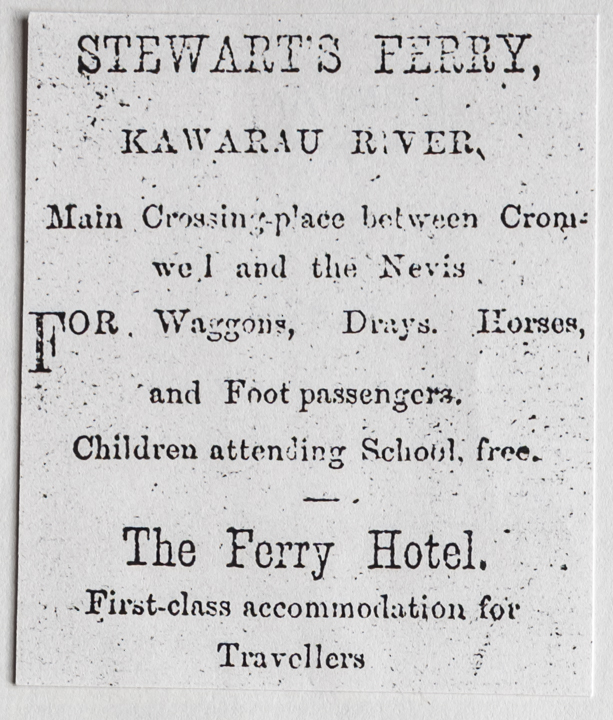 STEWART'S FERRY,
KAWARAU RIVER,
Main Crossing-place between Crom-
well and the Nevis
FOR Waggons, Drays. Horses,
and Foot passengers.
Children attending School, free.
The Ferry Hotel.
First-class accommodation for
Travellers